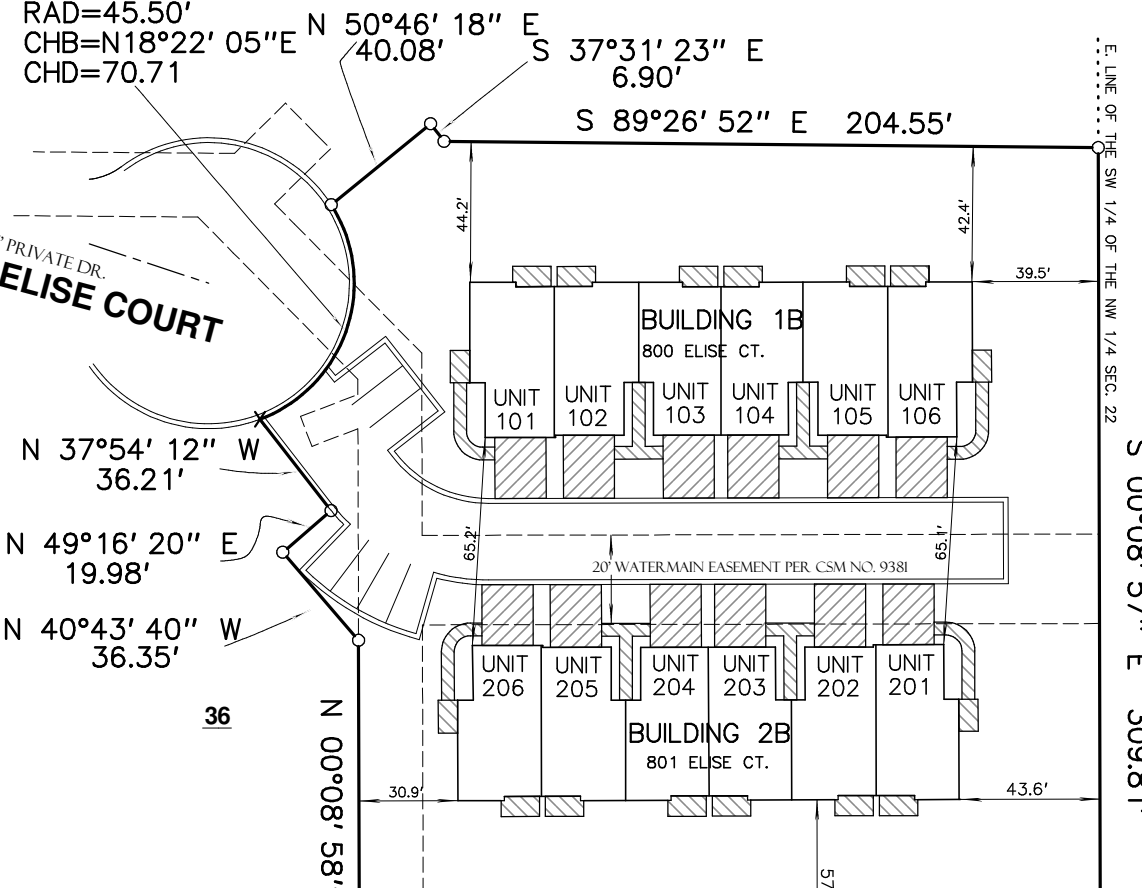 RAD=45.50'
CHB=N18°22' 05"E
CHD=70.71
N 50°46' 18" E
40.08'
S 37°31' 23" E
6.90'
S 89°26' 52" E 204.55'
E. LINE OF THE SW 1/4 OF THE NW 1/4 SEC. 22
44.2'
42.4'
39.5'
' PRIVATE DR.
ELISE COURT
BUILDING 1B
800 ELISE CT.
UNIT
101
UNIT
102
UNIT
103
UNIT
104
UNIT
105
UNIT
106
N 37°54' 12" W
36.21'
N 49°16' 20" E
19.98'
N 40°43' 40" W
36.35'
65.2'
65.1'
20' WATERMAIN EASEMENT PER CSM NO. 9381
S 00°08' 57" E 309.81'
UNIT
206
UNIT
205
UNIT
204
UNIT
203
UNIT
202
UNIT
201
BUILDING 2B
801 ELISE CT.
36
N 00°08' 58"
30.9'
43.6'
57